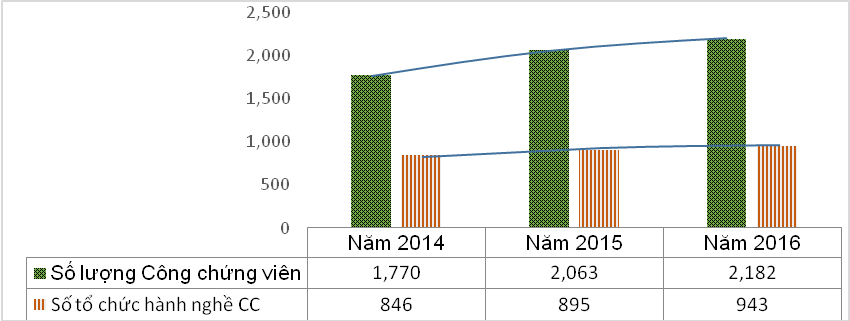 2,500
2,000
1,500
1,000
500
0
Năm 2014 Năm 2015 Năm 2016
Số lượng Công chứng viên 1,770 2,063 2,182
Số tổ chức hành nghề CC 846 895 943